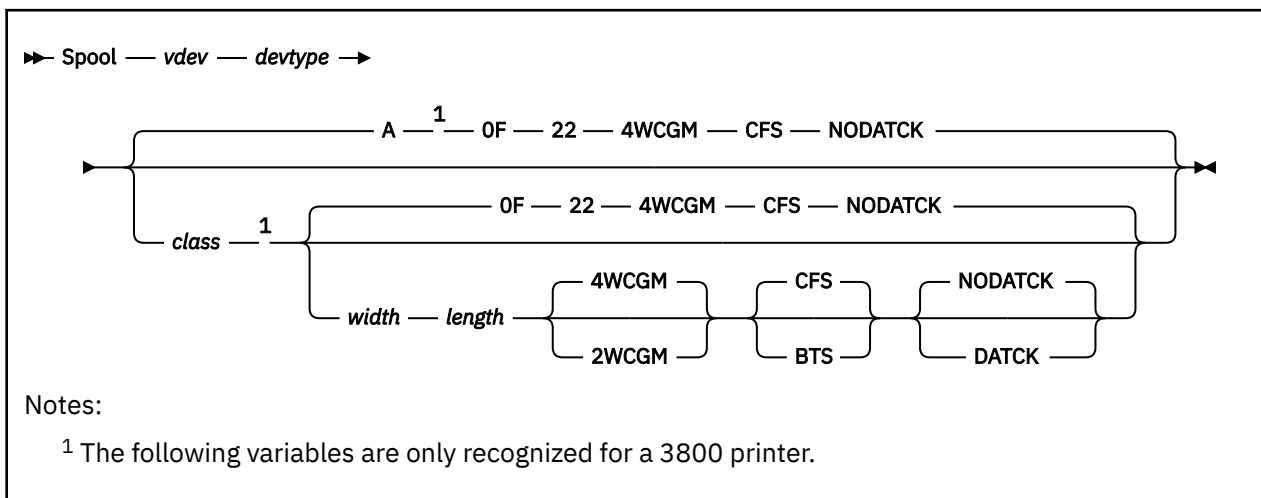 Spool vdev devtype
A 1 0F 22 4WCGM CFS NODATCK
0F 22 4WCGM CFS NODATCK
class 1
4WCGM CFS NODATCK
width length
2WCGM BTS DATCK
Notes:
1 The following variables are only recognized for a 3800 printer.